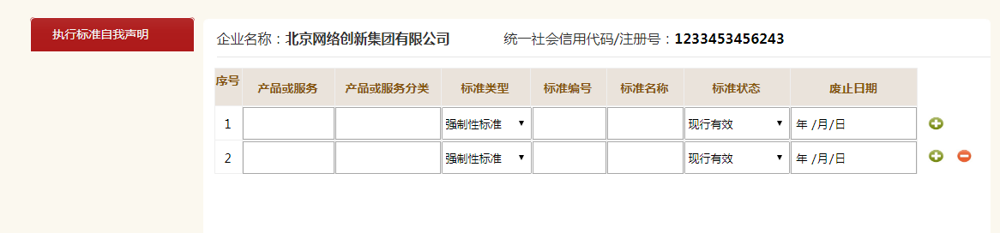 执行标准自我声明
企业名称：北京网络创新集团有限公司 统一社会信用代码/注册号：1233453456243
序号 产品或服务 产品或服务分类 标准类型 标准编号 标准名称 标准状态 废止日期
1 强制性标准 现行有效 年 /月/日
2 强制性标准 现行有效 年 /月/日